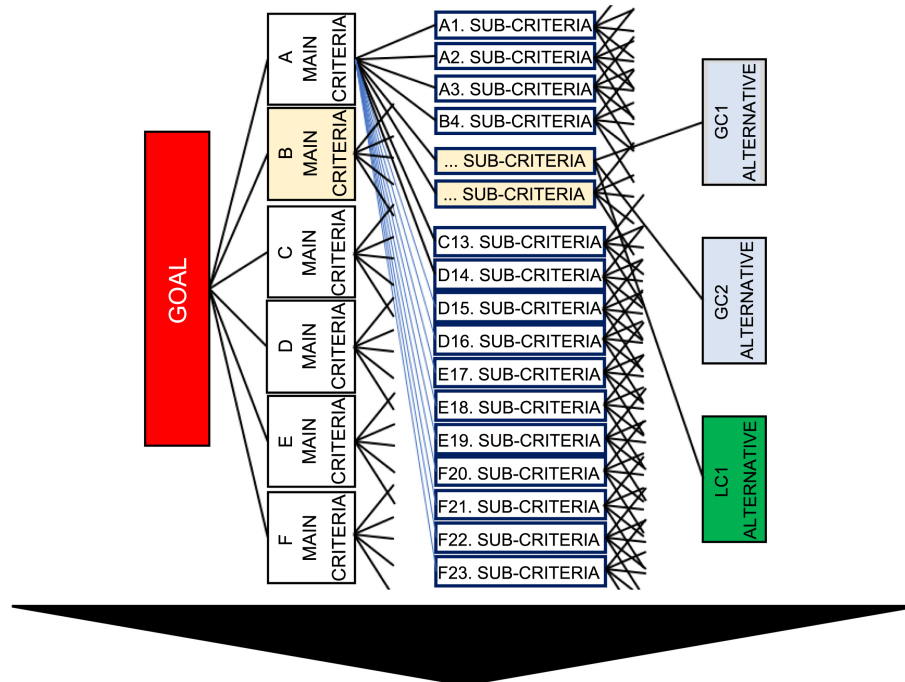 GOAL
A
MAIN
CRITERIA
B
MAIN
CRITERIA
C
MAIN
CRITERIA
D
MAIN
CRITERIA
E
MAIN
CRITERIA
F
MAIN
CRITERIA
A1. SUB-CRITERIA
A2. SUB-CRITERIA
A3. SUB-CRITERIA
B4. SUB-CRITERIA
... SUB-CRITERIA
... SUB-CRITERIA
C13. SUB-CRITERIA
D14. SUB-CRITERIA
D15. SUB-CRITERIA
D16. SUB-CRITERIA
E17. SUB-CRITERIA
E18. SUB-CRITERIA
E19. SUB-CRITERIA
F20. SUB-CRITERIA
F21. SUB-CRITERIA
F22. SUB-CRITERIA
F23. SUB-CRITERIA
GC1
ALTERNATIVE
GC2
ALTERNATIVE
LC1
ALTERNATIVE